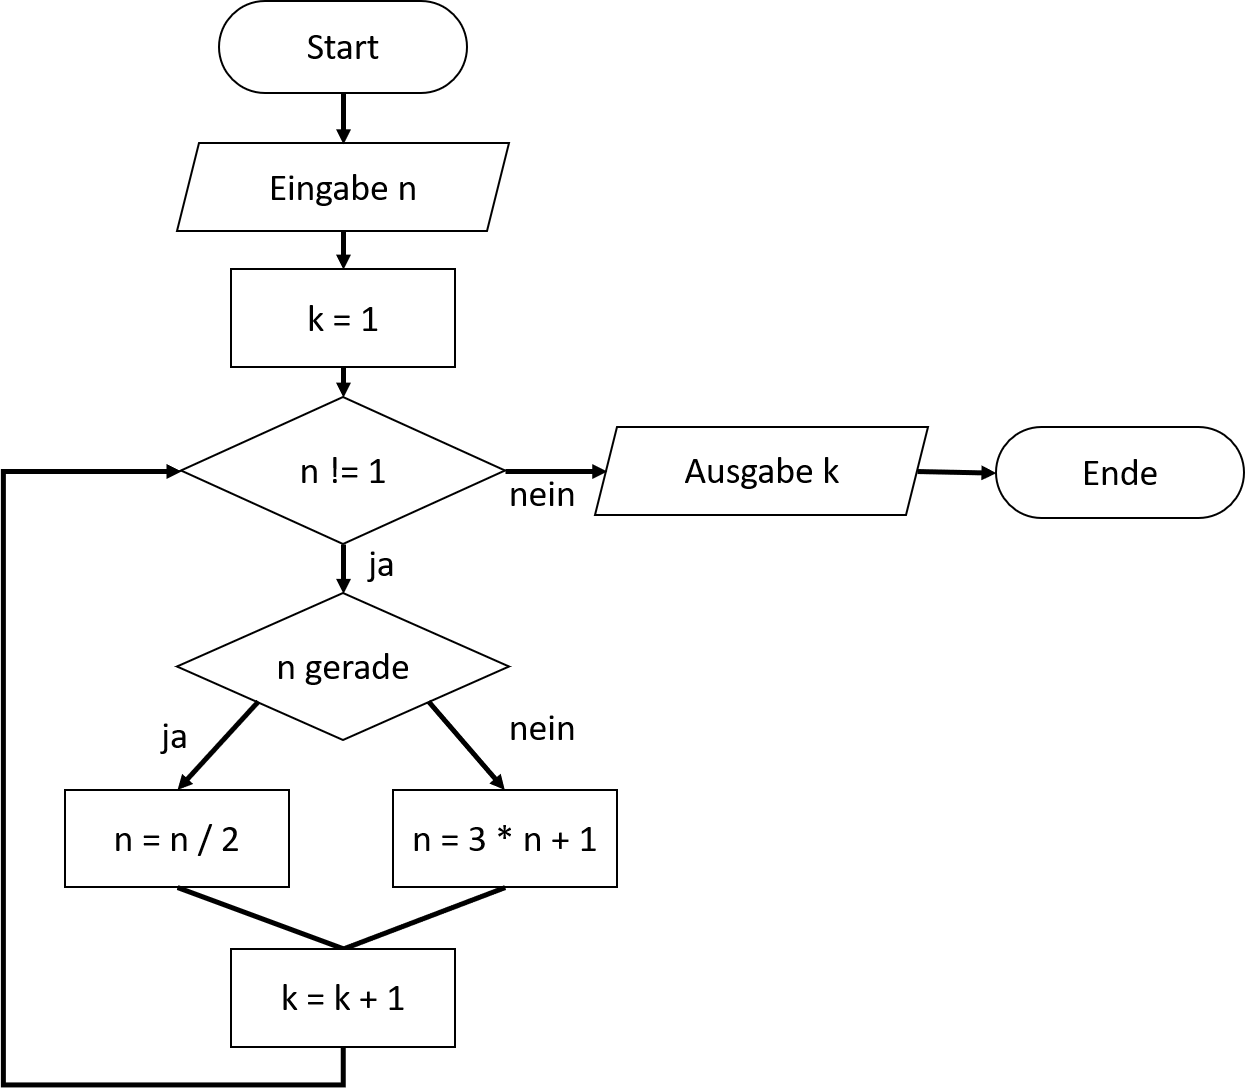 Start
Eingabe n
k = 1
n != 1
nein
Ausgabe k
Ende
ja
n gerade
ja
nein
n = n / 2
n = 3 * n + 1
k = k + 1